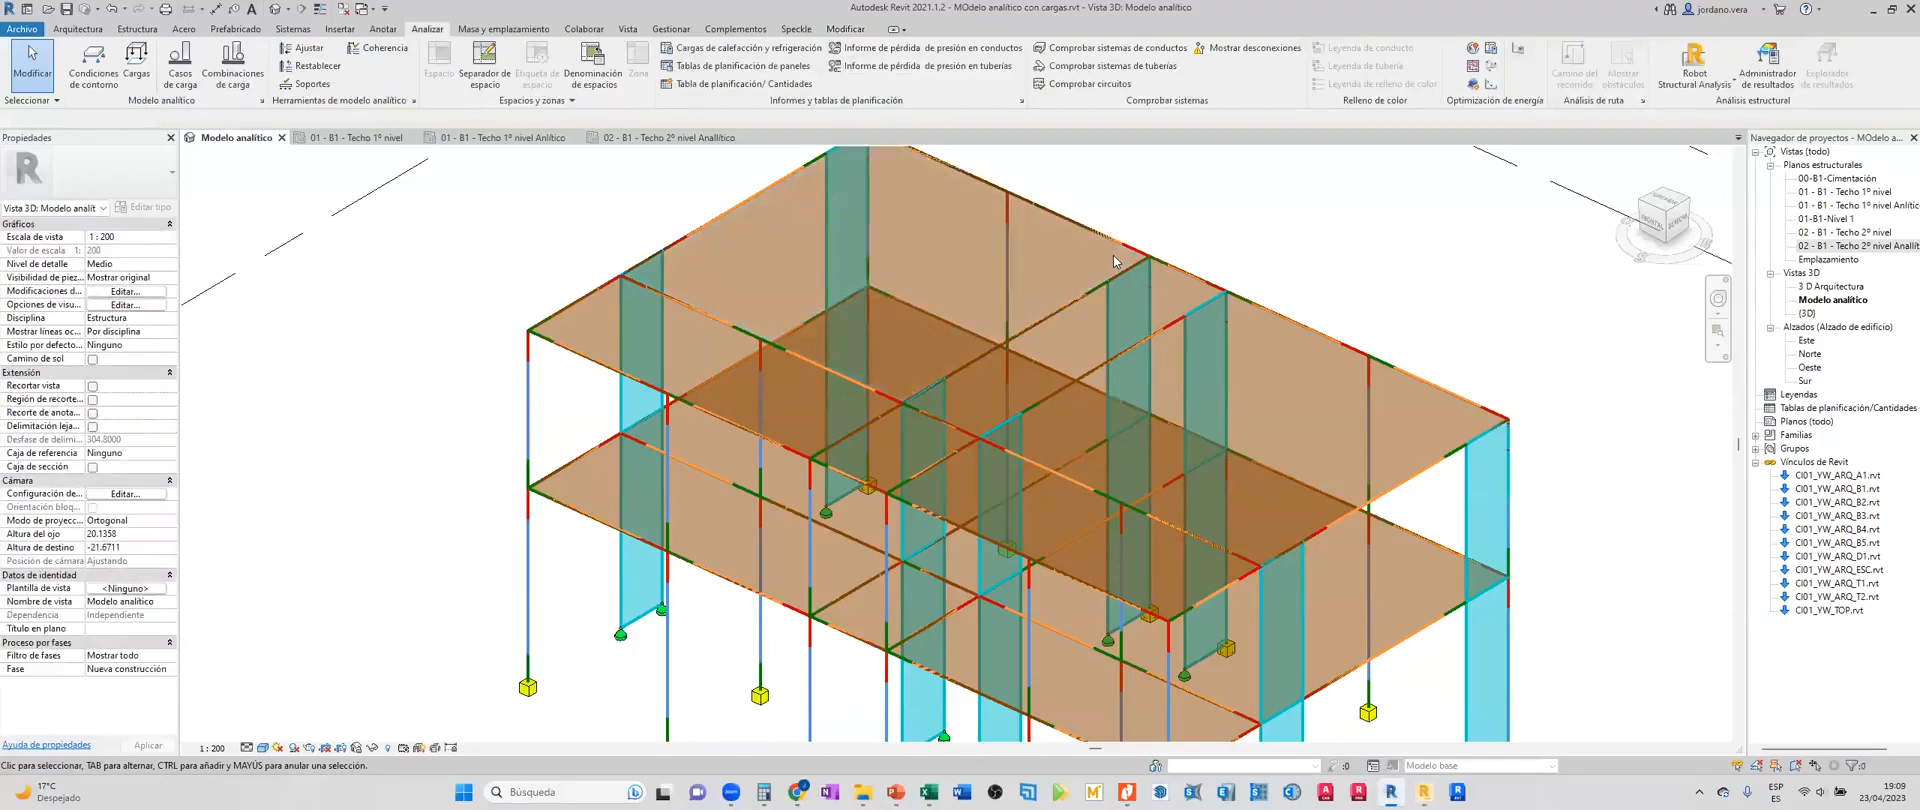 Autodesk Revit 2021.1.2 - MOdelo analítico con cargas.rvt - Vista 3D: Modelo analítico
jordano.vera
Archivo Arquitectura Estructura Acero Prefabricado Sistemas Insertar Anotar Analizar Masa y emplazamiento Colaborar Vista Gestionar Complementos Speckle Modificar
Modificar
Condiciones de contorno
Cargas
Casos de carga
Combinaciones de carga
Ajustar
Restablecer
Soportes
Coherencia
Espacio
Separador de espacio
Etiqueta de espacio
Denominación de espacios
Zona
Cargas de calefacción y refrigeración
Tablas de planificación de paneles
Tabla de planificación/ Cantidades
Informe de pérdida de presión en conductos
Informe de pérdida de presión en tuberías
Comprobar sistemas de conductos
Comprobar sistemas de tuberías
Comprobar circuitos
Mostrar desconexiones
Leyenda de conducto
Leyenda de tubería
Leyenda de relleno de color
Camino del recorrido
Mostrar obstáculos
Robot Structural Analysis
Administrador de resultados
Explorador de resultados
Seleccionar
Modelo analítico
Herramientas de modelo analítico
Espacios y zonas
Informes y tablas de planificación
Comprobar sistemas
Relleno de color
Optimización de energía
Análisis de ruta
Análisis estructural
Propiedades
Modelo analítico
01 - B1 - Techo 1º nivel
01 - B1 - Techo 1º nivel Anlítico
02 - B1 - Techo 2º nivel Anallítico
Vista 3D: Modelo analít
Editar tipo
Gráficos
Escala de vista 1 : 200
Valor de escala 1: 200
Nivel de detalle Medio
Visibilidad de piez... Mostrar original
Modificaciones d... Editar...
Opciones de visu... Editar...
Disciplina Estructura
Mostrar líneas oc... Por disciplina
Estilo por defecto... Ninguno
Camino de sol
Extensión
Recortar vista
Región de recorte...
Recorte de anota...
Delimitación leja...
Desfase de delimi... 304.8000
Caja de referencia Ninguno
Caja de sección
Cámara
Configuración de... Editar...
Orientación bloq...
Modo de proyecc... Ortogonal
Altura del ojo 20.1358
Altura de destino -21.6711
Posición de cámara Ajustando
Datos de identidad
Plantilla de vista <Ninguno>
Nombre de vista Modelo analítico
Dependencia Independiente
Título en plano
Proceso por fases
Filtro de fases Mostrar todo
Fase Nueva construcción
Ayuda de propiedades
Aplicar
FRONTAL
DERECHA
Navegador de proyectos - MOdelo a...
Vistas (todo)
Planos estructurales
00-B1-Cimentación
01 - B1 - Techo 1º nivel
01 - B1 - Techo 1º nivel Anlític
01-B1-Nivel 1
02 - B1 - Techo 2º nivel
02 - B1 - Techo 2º nivel Anallít
Emplazamiento
Vistas 3D
3 D Arquitectura
Modelo analítico
{3D}
Alzados (Alzado de edificio)
Este
Norte
Oeste
Sur
Leyendas
Tablas de planificación/Cantidades
Planos (todo)
Familias
Grupos
Vínculos de Revit
CI01_YW_ARQ_A1.rvt
CI01_YW_ARQ_B1.rvt
CI01_YW_ARQ_B2.rvt
CI01_YW_ARQ_B3.rvt
CI01_YW_ARQ_B4.rvt
CI01_YW_ARQ_B5.rvt
CI01_YW_ARQ_D1.rvt
CI01_YW_ARQ_ESC.rvt
CI01_YW_ARQ_T1.rvt
CI01_YW_ARQ_T2.rvt
CI01_YW_TOP.rvt
1 : 200
Clic para seleccionar, TAB para alternar, CTRL para añadir y MAYÚS para anular una selección.
:0
Modelo base
:0
17°C
Despejado
Búsqueda
ESP
ES
19:09
23/04/2023